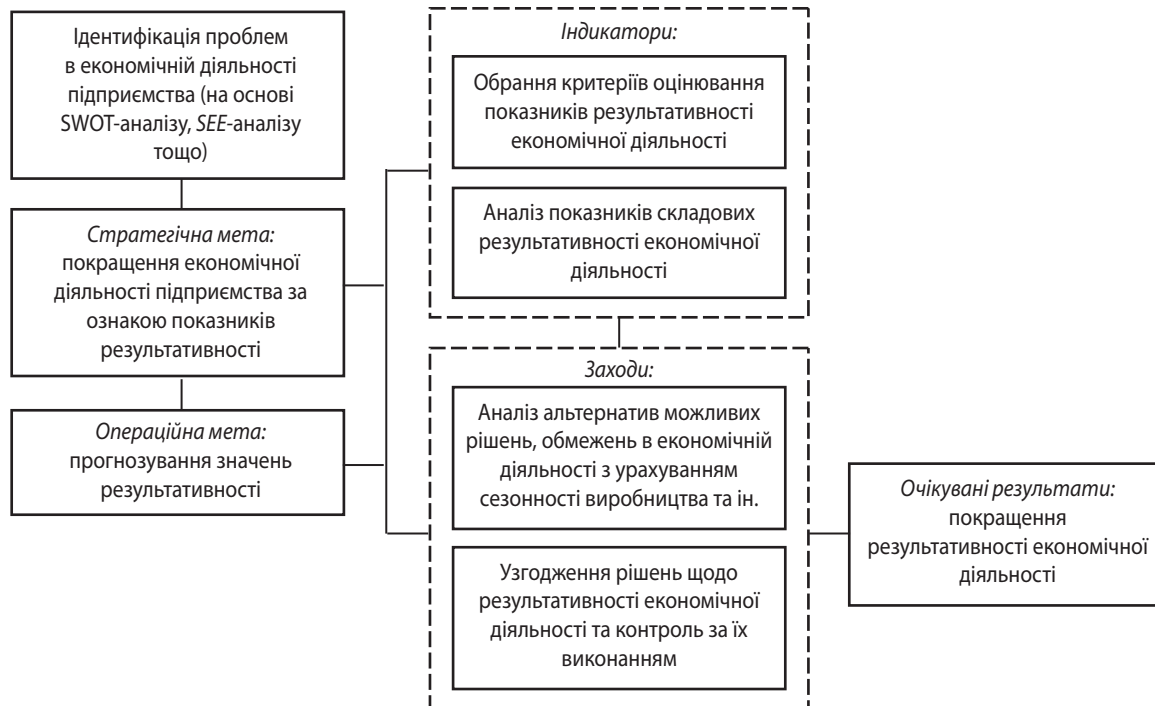 Ідентифікація проблем
в економічній діяльності
підприємства (на основі
SWOT-аналізу, SEE-аналізу
тощо)
Стратегічна мета:
покращення економічної
діяльності підприємства за
ознакою показників
результативності
Операційна мета:
прогнозування значень
результативності
Індикатори:
Обрання критеріїв оцінювання
показників результативності
економічної діяльності
Аналіз показників складових
результативності економічної
діяльності
Заходи:
Аналіз альтернатив можливих
рішень, обмежень в економічній
діяльності з урахуванням
сезонності виробництва та ін.
Узгодження рішень щодо
результативності економічної
діяльності та контроль за їх
виконанням
Очікувані результати:
покращення
результативності економічної
діяльності